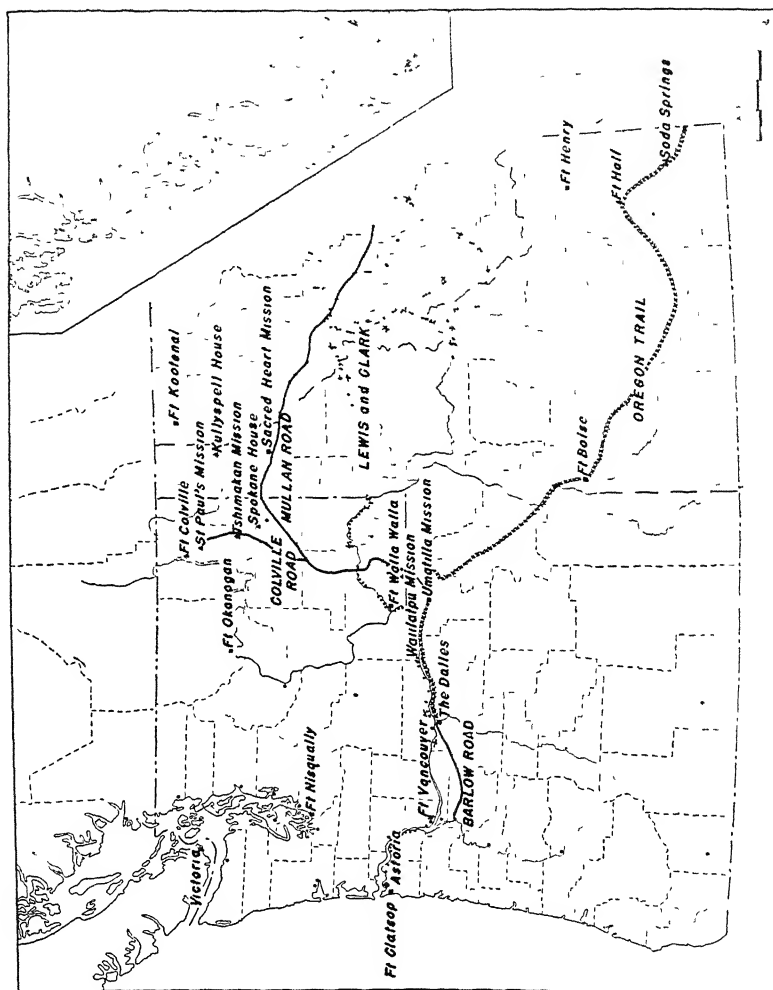 Ft Kootenai
Kullyspell House
Ft Colville
St Paul's Mission
Tshimakan Mission
Spokane House
Sacred Heart Mission
MULLAN ROAD
COLVILLE
ROAD
Ft Okanogan
Victoria
Ft Nisqually
LEWIS and CLARK
Ft Walla Walla
Waiilatpu Mission
Umatilla Mission
Ft Vancouver
The Dalles
BARLOW ROAD
Astoria
Ft Clatsop
Ft Boise
OREGON TRAIL
Ft Henry
Ft Hall
Soda Springs